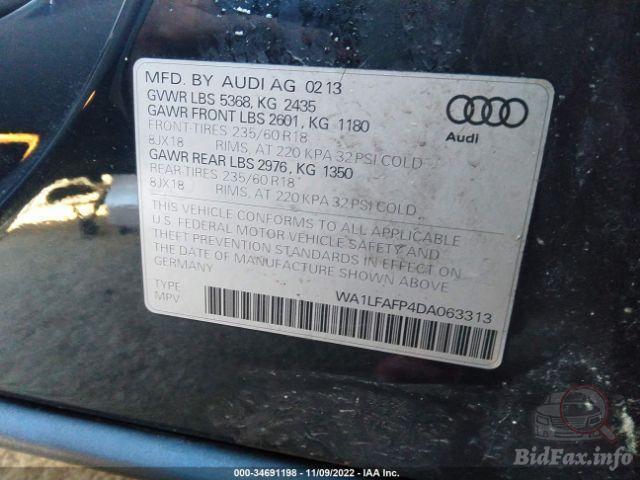 MFD. BY AUDI AG 02 13
GVWR LBS 5368, KG 2435
GAWR FRONT LBS 2601, KG 1180
FRONT-TIRES 235/60 R18
8JX18 RIMS, AT 220 KPA 32 PSI COLD
GAWR REAR LBS 2976, KG 1350
REAR-TIRES 235/60 R18
8JX18 RIMS, AT 220 KPA 32 PSI COLD
THIS VEHICLE CONFORMS TO ALL APPLICABLE
U.S. FEDERAL MOTOR VEHICLE SAFETY AND
THEFT PREVENTION STANDARDS IN EFFECT ON
THE DATE OF MANUFACTURE SHOWN ABOVE
GERMANY
TYPE
MPV
WA1LFAFP4DA063313
Audi
BidFax.info
000-34691198 - 11/09/2022 - IAA Inc.